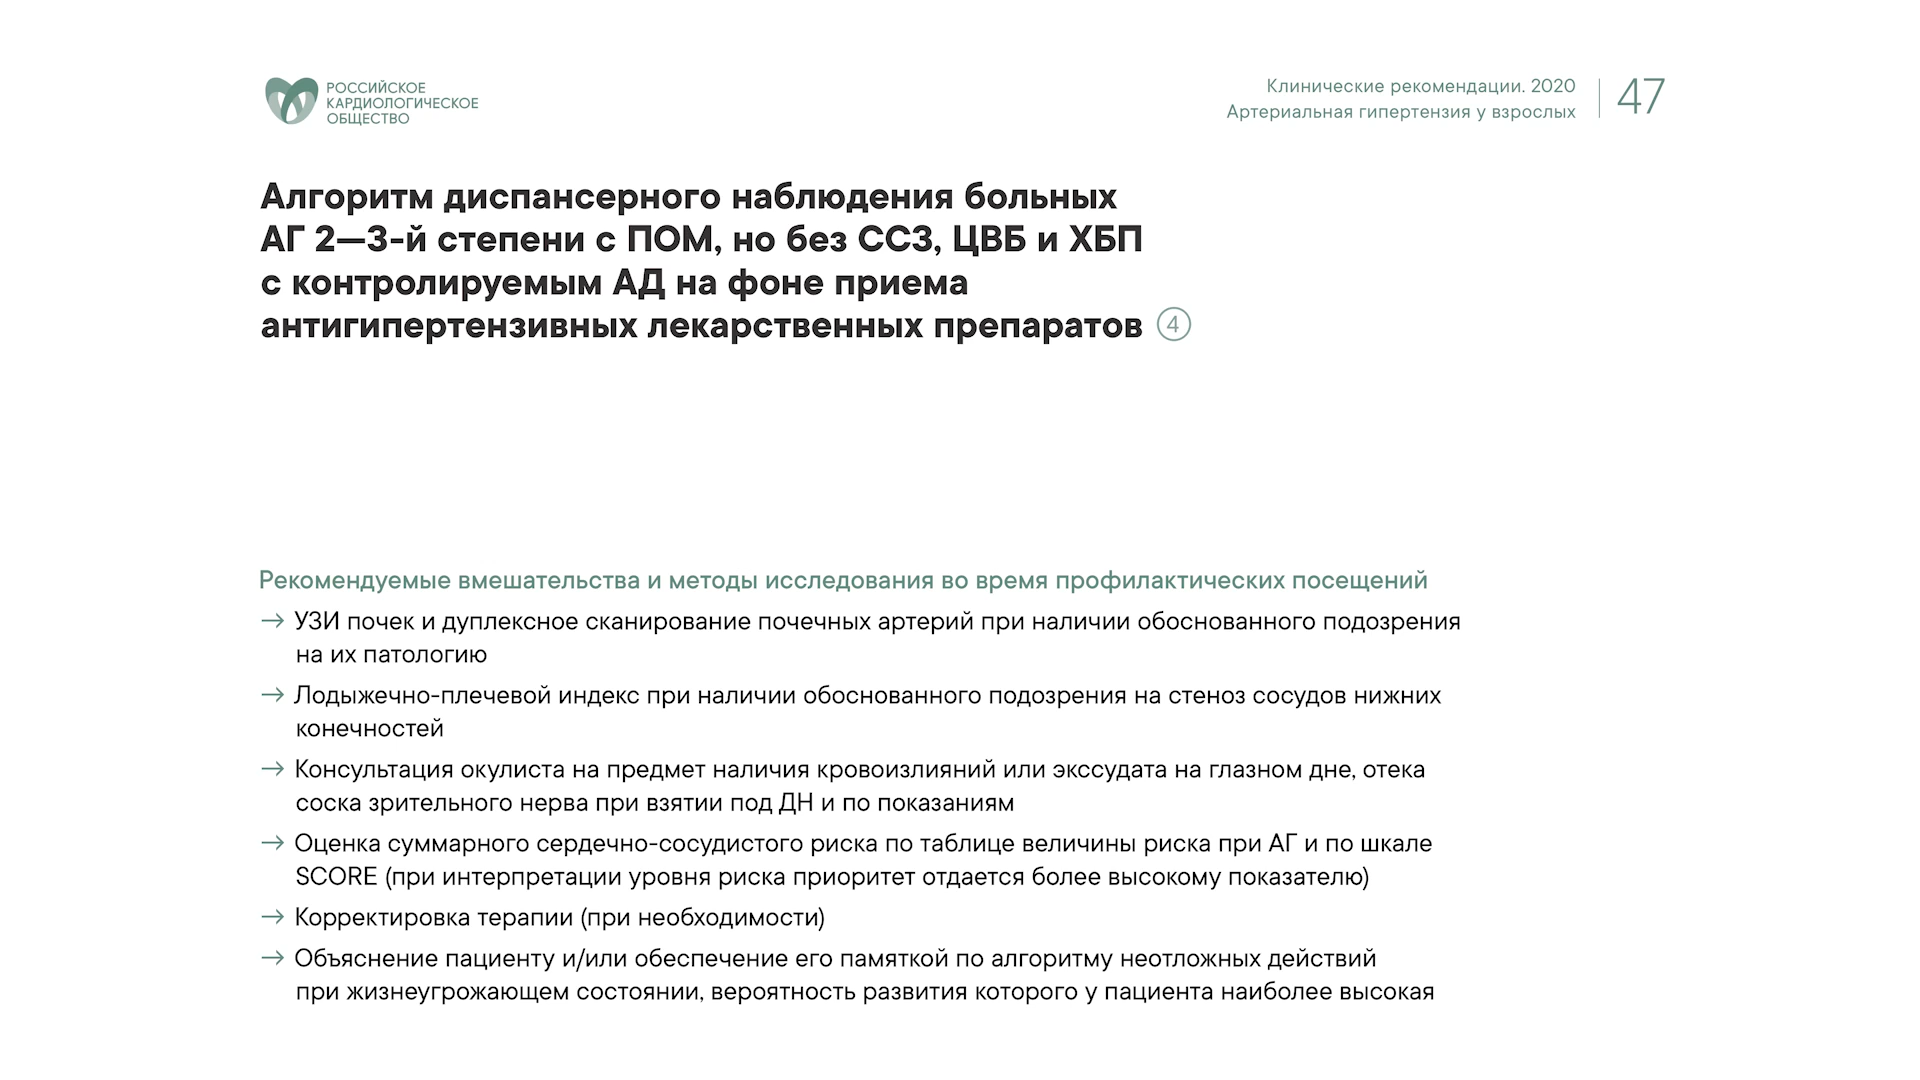 РОССИЙСКОЕ
КАРДИОЛОГИЧЕСКОЕ
ОБЩЕСТВО
Клинические рекомендации. 2020
Артериальная гипертензия у взрослых
47
Алгоритм диспансерного наблюдения больных
АГ 2—3-й степени с ПОМ, но без ССЗ, ЦВБ и ХБП
с контролируемым АД на фоне приема
антигипертензивных лекарственных препаратов 4
Рекомендуемые вмешательства и методы исследования во время профилактических посещений
→ УЗИ почек и дуплексное сканирование почечных артерий при наличии обоснованного подозрения
на их патологию
→ Лодыжечно-плечевой индекс при наличии обоснованного подозрения на стеноз сосудов нижних
конечностей
→ Консультация окулиста на предмет наличия кровоизлияний или экссудата на глазном дне, отека
соска зрительного нерва при взятии под ДН и по показаниям
→ Оценка суммарного сердечно-сосудистого риска по таблице величины риска при АГ и по шкале
SCORE (при интерпретации уровня риска приоритет отдается более высокому показателю)
→ Корректировка терапии (при необходимости)
→ Объяснение пациенту и/или обеспечение его памяткой по алгоритму неотложных действий
при жизнеугрожающем состоянии, вероятность развития которого у пациента наиболее высокая